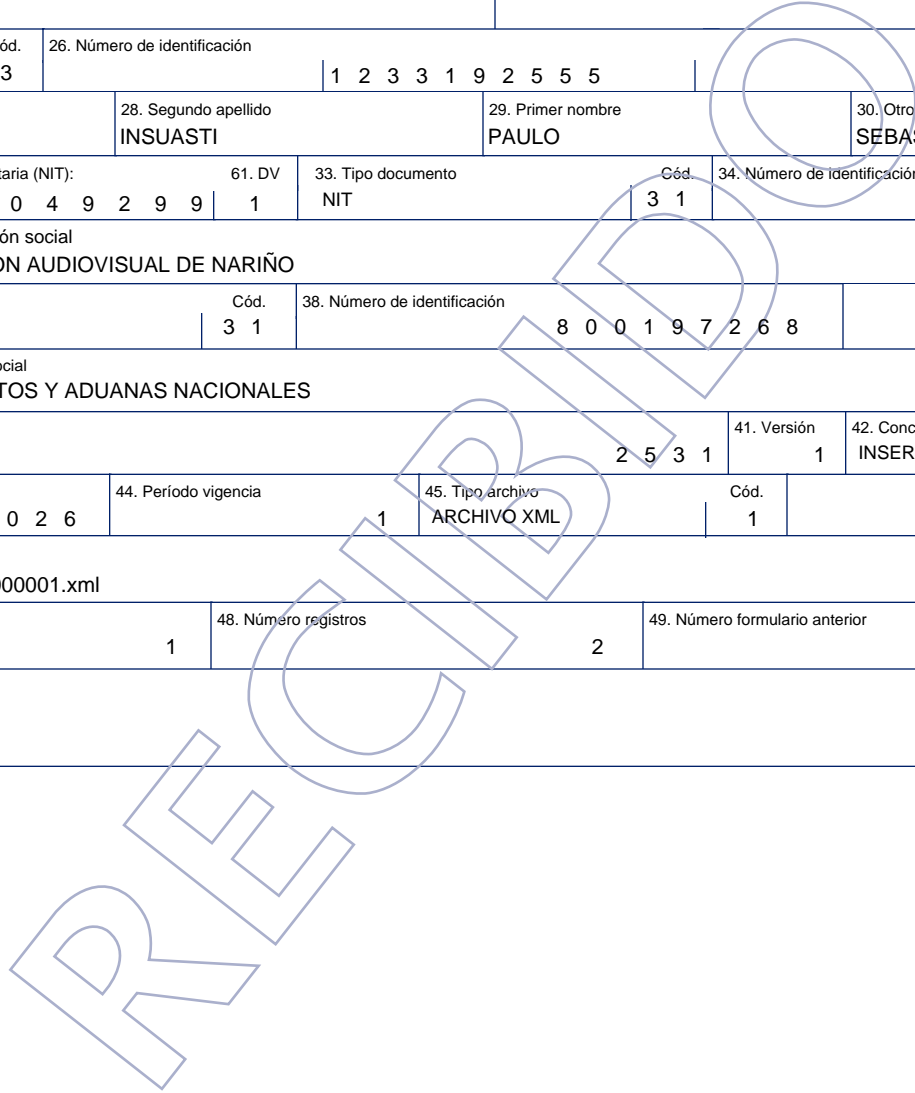 ód. 26. Número de identificación
3 1 2 3 3 1 9 2 5 5 5
28. Segundo apellido 29. Primer nombre 30. Otro
INSUASTI PAULO SEBAS
taria (NIT): 61. DV 33. Tipo documento Cód. 34. Número de identificación
0 4 9 2 9 9 1 NIT 3 1
ón social
ON AUDIOVISUAL DE NARIÑO
Cód. 38. Número de identificación
3 1 8 0 0 1 9 7 2 6 8
ocial
TOS Y ADUANAS NACIONALES
41. Versión 42. Conc
2 5 3 1 1 INSER
44. Período vigencia 45. Tipo archivo Cód.
0 2 6 1 ARCHIVO XML 1
000001.xml
48. Número registros 49. Número formulario anterior
1 2
RECIBIDO